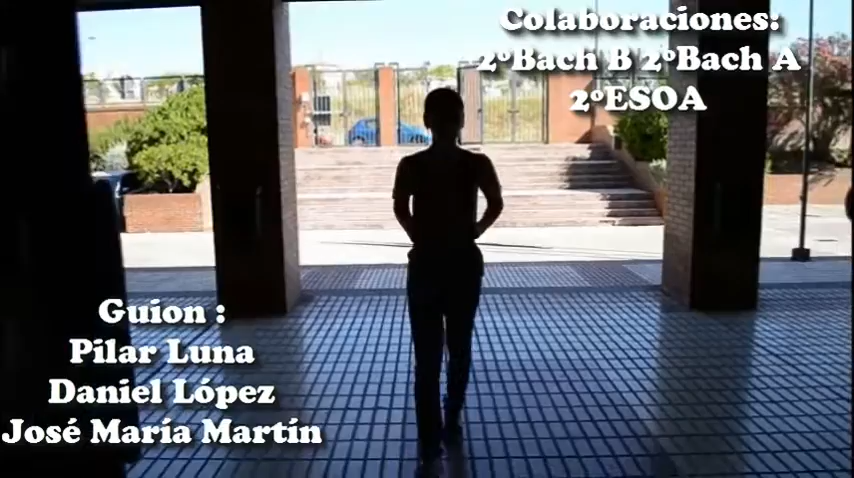 Colaboraciones:
2ºBach B 2ºBach A
2ºESOA
Guion :
Pilar Luna
Daniel López
José María Martín